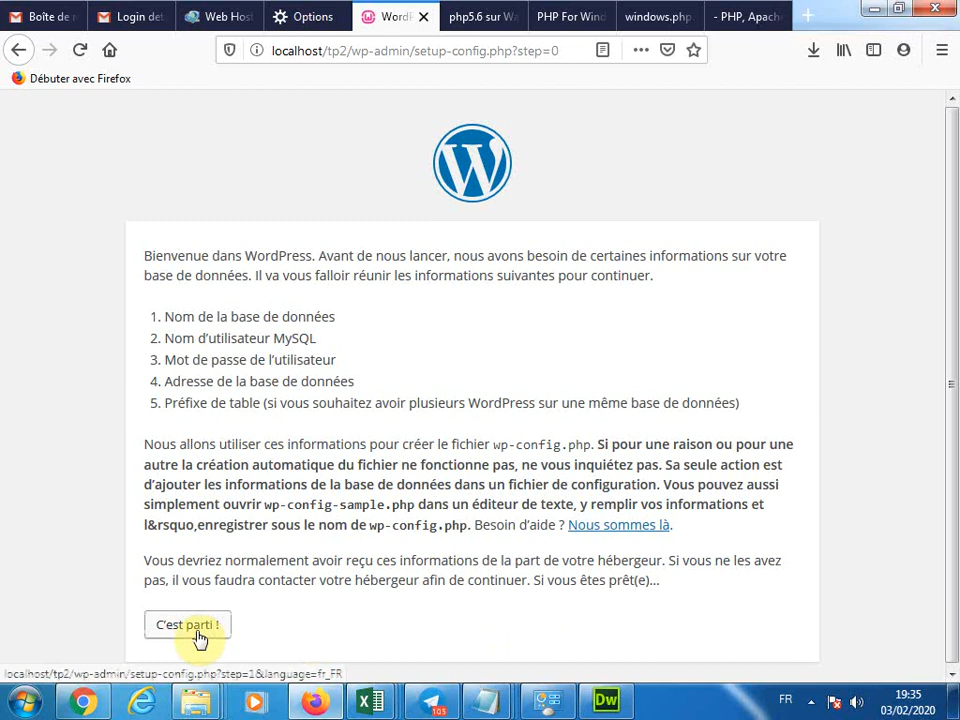 Boîte de r
Login det
Web Host
Options
WordP
php5.6 sur Wa
PHP For Wind
windows.php.
- PHP, Apach
localhost/tp2/wp-admin/setup-config.php?step=0
Débuter avec Firefox
Bienvenue dans WordPress. Avant de nous lancer, nous avons besoin de certaines informations sur votre
base de données. Il va vous falloir réunir les informations suivantes pour continuer.
1. Nom de la base de données
2. Nom d’utilisateur MySQL
3. Mot de passe de l’utilisateur
4. Adresse de la base de données
5. Préfixe de table (si vous souhaitez avoir plusieurs WordPress sur une même base de données)
Nous allons utiliser ces informations pour créer le fichier wp-config.php. Si pour une raison ou pour une
autre la création automatique du fichier ne fonctionne pas, ne vous inquiétez pas. Sa seule action est
d’ajouter les informations de la base de données dans un fichier de configuration. Vous pouvez aussi
simplement ouvrir wp-config-sample.php dans un éditeur de texte, y remplir vos informations et
l&rsquo,enregistrer sous le nom de wp-config.php. Besoin d’aide ? Nous sommes là.
Vous devriez normalement avoir reçu ces informations de la part de votre hébergeur. Si vous ne les avez
pas, il vous faudra contacter votre hébergeur afin de continuer. Si vous êtes prêt(e)…
C’est parti !
localhost/tp2/wp-admin/setup-config.php?step=1&language=fr_FR
105
Dw
FR
19:35
03/02/2020